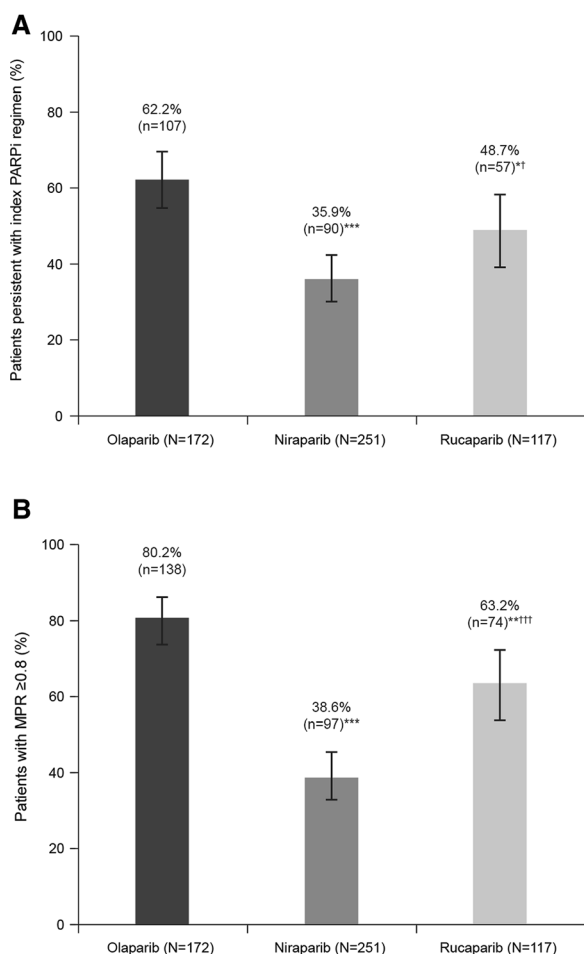 A
Patients persistent with index PARPi regimen (%)
100
80
60
40
20
0
62.2%
(n=107)
35.9%
(n=90)***
48.7%
(n=57)*†
Olaparib (N=172)
Niraparib (N=251)
Rucaparib (N=117)
B
Patients with MPR ≥0.8 (%)
100
80
60
40
20
0
80.2%
(n=138)
38.6%
(n=97)***
63.2%
(n=74)**†††
Olaparib (N=172)
Niraparib (N=251)
Rucaparib (N=117)